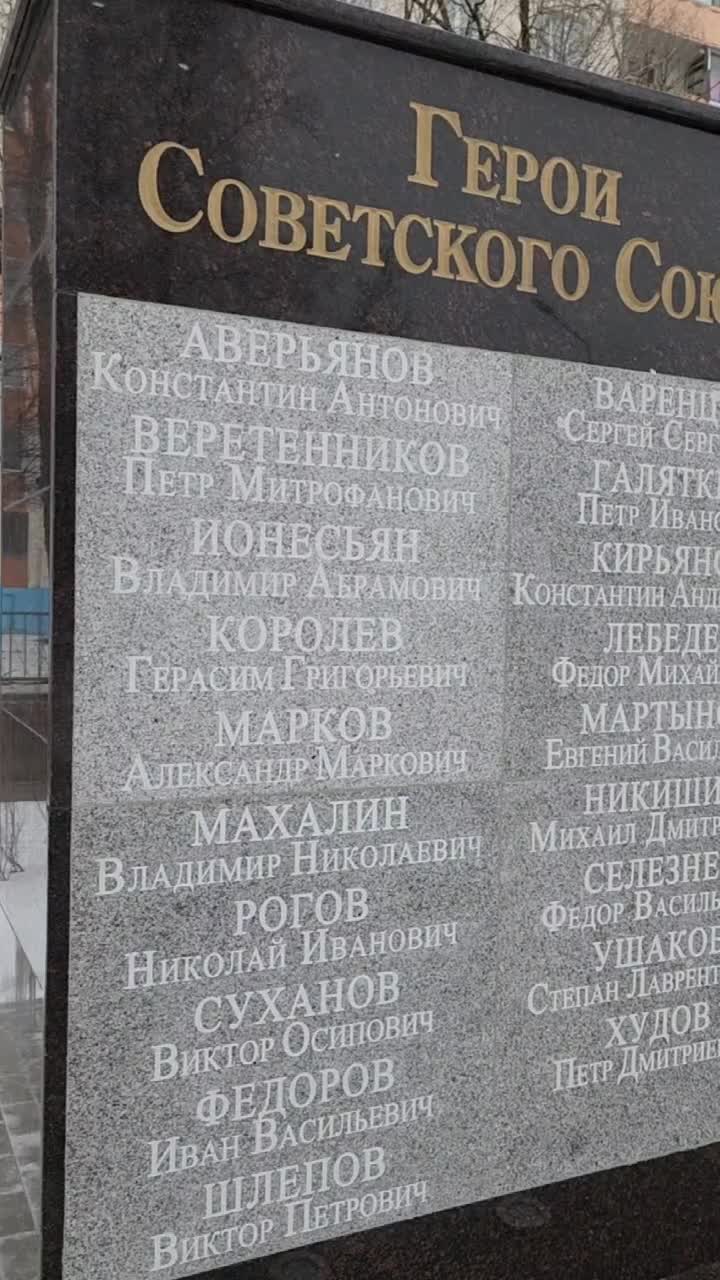 Герои
Советского
АВЕРЬЯНОВ
Константин Антонович
ВЕРЕТЕННИКОВ
Петр Митрофанович
ИОНЕСЬЯН
Владимир Абрамович
КОРОЛЕВ
Герасим Григорьевич
МАРКОВ
Александр Маркович
МАХАЛИН
Владимир Николаевич
РОГОВ
Николай Иванович
СУХАНОВ
Виктор Осипович
ФЕДОРОВ
Иван Васильевич
ШЛЕПОВ
Виктор Петрович
Сергей
Петр
Константин
Федор
Евгений
Михаил
Федор
Степан
ХУДОВ
Петр